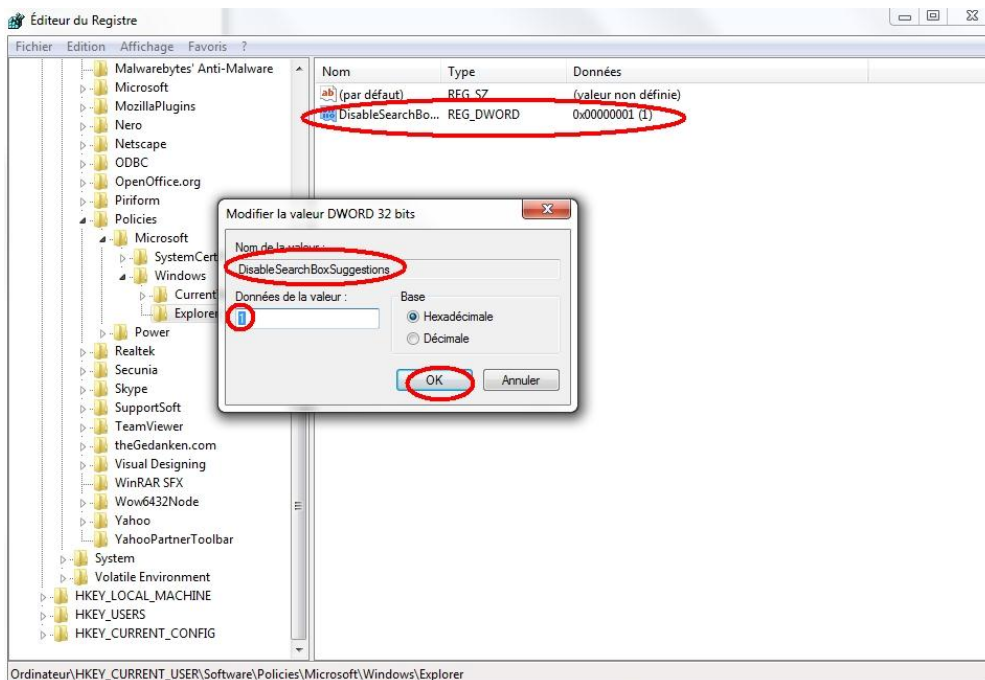 Éditeur du Registre
Fichier Edition Affichage Favoris ?
Malwarebytes' Anti-Malware
Microsoft
MozillaPlugins
Nero
Netscape
ODBC
OpenOffice.org
Piriform
Policies
Microsoft
SystemCert
Windows
Current
Explorer
Power
Realtek
Secunia
Skype
SupportSoft
TeamViewer
theGedanken.com
Visual Designing
WinRAR SFX
Wow6432Node
Yahoo
YahooPartnerToolbar
System
Volatile Environment
HKEY_LOCAL_MACHINE
HKEY_USERS
HKEY_CURRENT_CONFIG
Nom Type Données
(par défaut) REG_SZ (valeur non définie)
DisableSearchBo... REG_DWORD 0x00000001 (1)
Modifier la valeur DWORD 32 bits
Nom de la valeur :
DisableSearchBoxSuggestions
Données de la valeur :
1
Base
Hexadécimale
Décimale
OK Annuler
Ordinateur\HKEY_CURRENT_USER\Software\Policies\Microsoft\Windows\Explorer